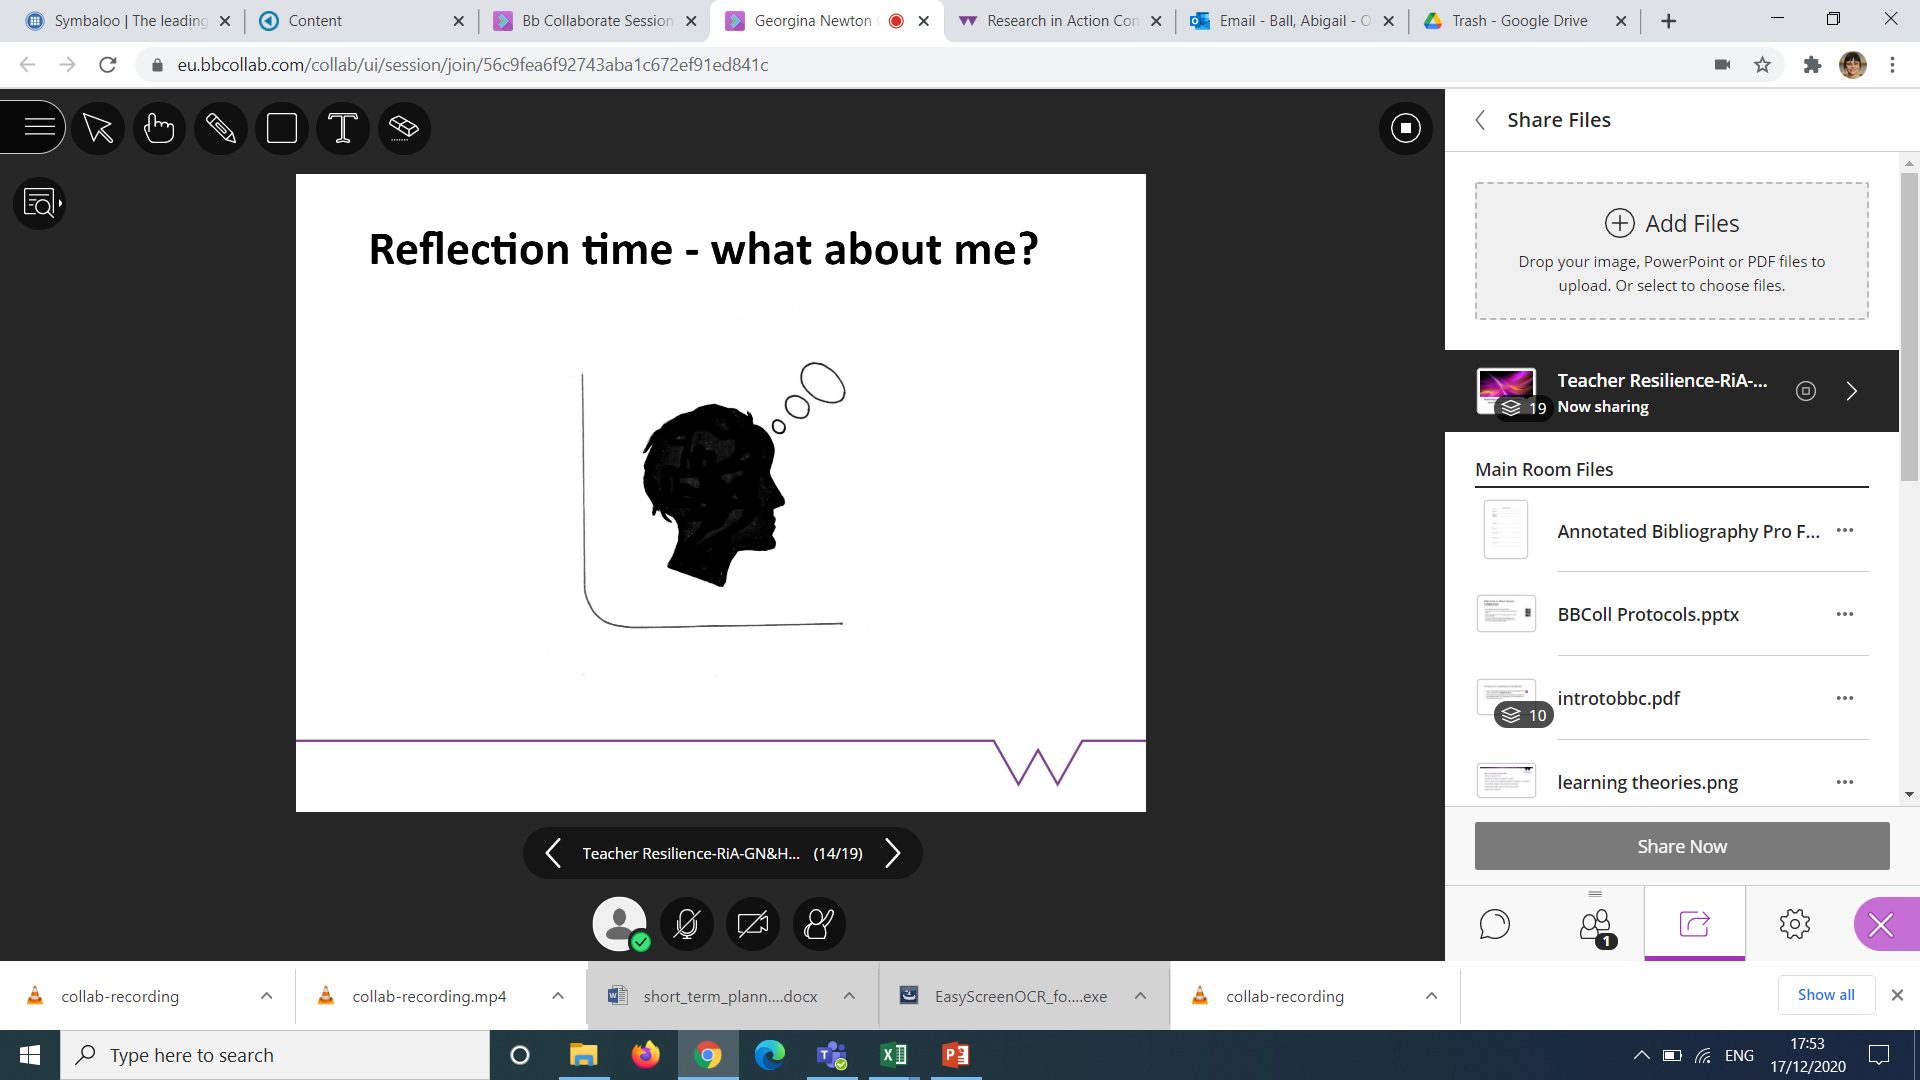 Symbaloo | The leading
Content
Bb Collaborate Session
Georgina Newton
Research in Action Con
Email - Ball, Abigail - O
Trash - Google Drive
eu.bbcollab.com/collab/ui/session/join/56c9fea6f92743aba1c672ef91ed841c
Share Files
Add Files
Drop your image, PowerPoint or PDF files to
upload. Or select to choose files.
Reflection time - what about me?
Teacher Resilience-RiA-...
19 Now sharing
Main Room Files
Annotated Bibliography Pro F...
BBColl Protocols.pptx
introtobbc.pdf
10
learning theories.png
Share Now
Teacher Resilience-RiA-GN&H... (14/19)
1
collab-recording
collab-recording.mp4
short_term_plann....docx
EasyScreenOCR_fo....exe
collab-recording
Show all
Type here to search
ENG
17:53
17/12/2020